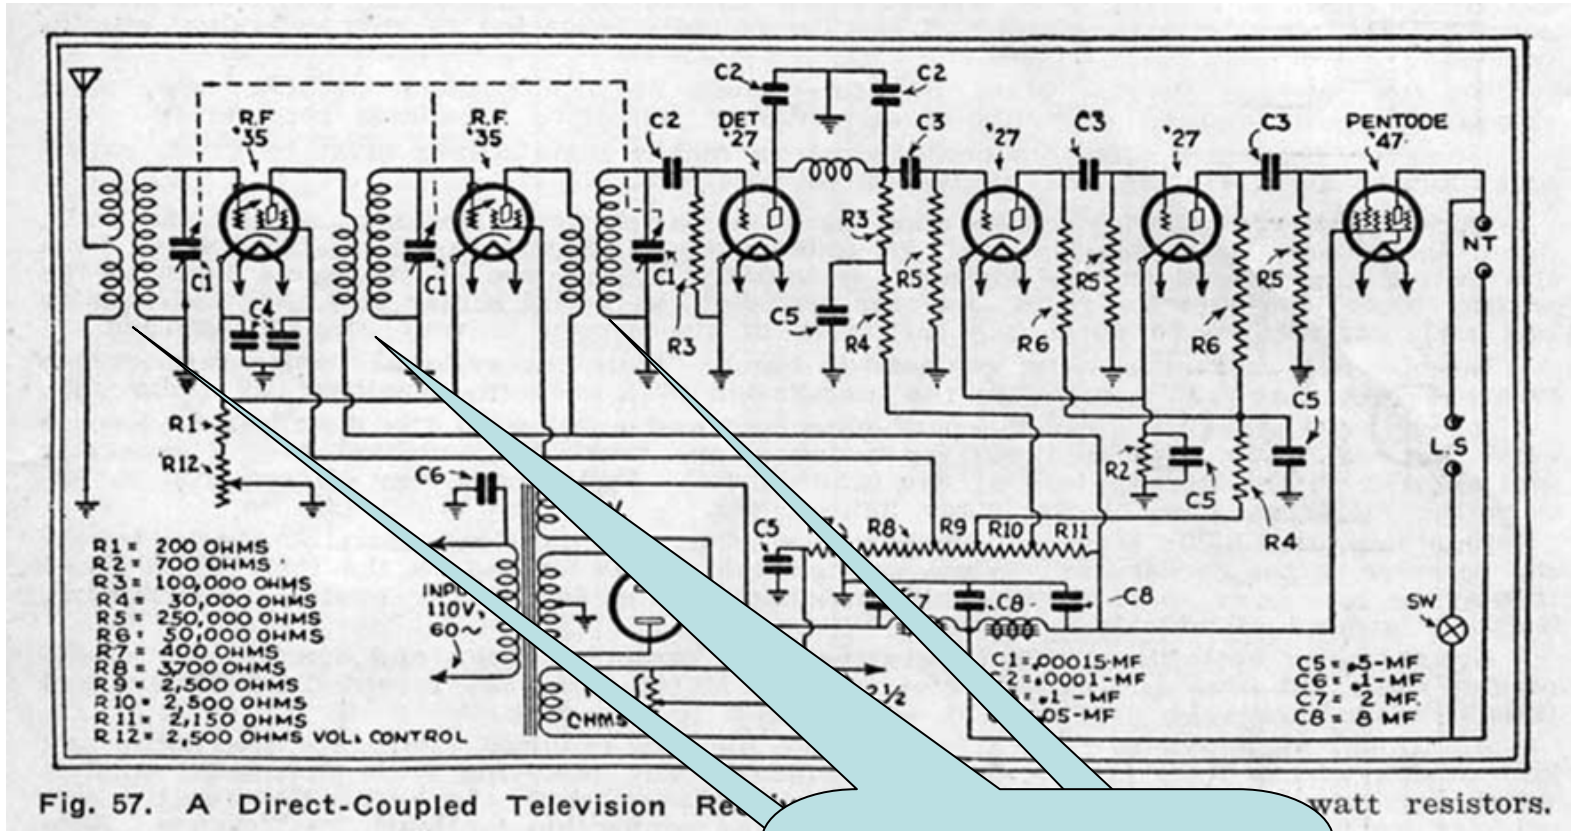 R.F. '35
R.F. '35
C2
DET '27
C2
C2
C3
'27
C3
'27
C3
PENTODE '47
C1
C4
C1
C1
R3
C5
R3
R4
R5
R6
R5
R6
R5
NT
C5
L.S
R1
R12
C6
R2
C5
R4
C5
R8
R9
R10
R11
C8
C8
SW
110V.
60~
OHMS
2½
R1 = 200 OHMS
R2 = 700 OHMS
R3 = 100,000 OHMS
R4 = 30,000 OHMS
R5 = 250,000 OHMS
R6 = 50,000 OHMS
R7 = 400 OHMS
R8 = 3700 OHMS
R9 = 2,500 OHMS
R10 = 2,500 OHMS
R11 = 2,150 OHMS
R12 = 2,500 OHMS VOL. CONTROL
C1 = .00015-MF
C2 = .0001-MF
.1 - MF
.05-MF
C5 = .5-MF
C6 = .1-MF
C7 = 2 MF.
C8 = 8 MF
Fig. 57. A Direct-Coupled Television watt resistors.